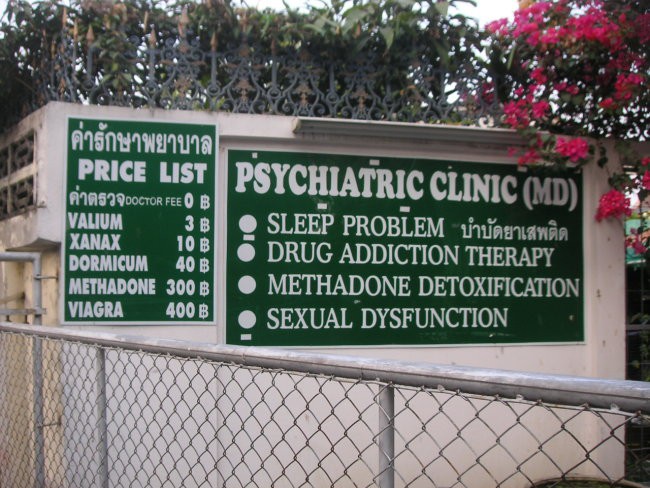 ค่ารักษาพยาบาล
PRICE LIST
ค่าตรวจ DOCTOR FEE 0 ฿
VALIUM 3 ฿
XANAX 10 ฿
DORMICUM 40 ฿
METHADONE 300 ฿
VIAGRA 400 ฿
PSYCHIATRIC CLINIC (MD)
SLEEP PROBLEM บำบัดยาเสพติด
DRUG ADDICTION THERAPY
METHADONE DETOXIFICATION
SEXUAL DYSFUNCTION